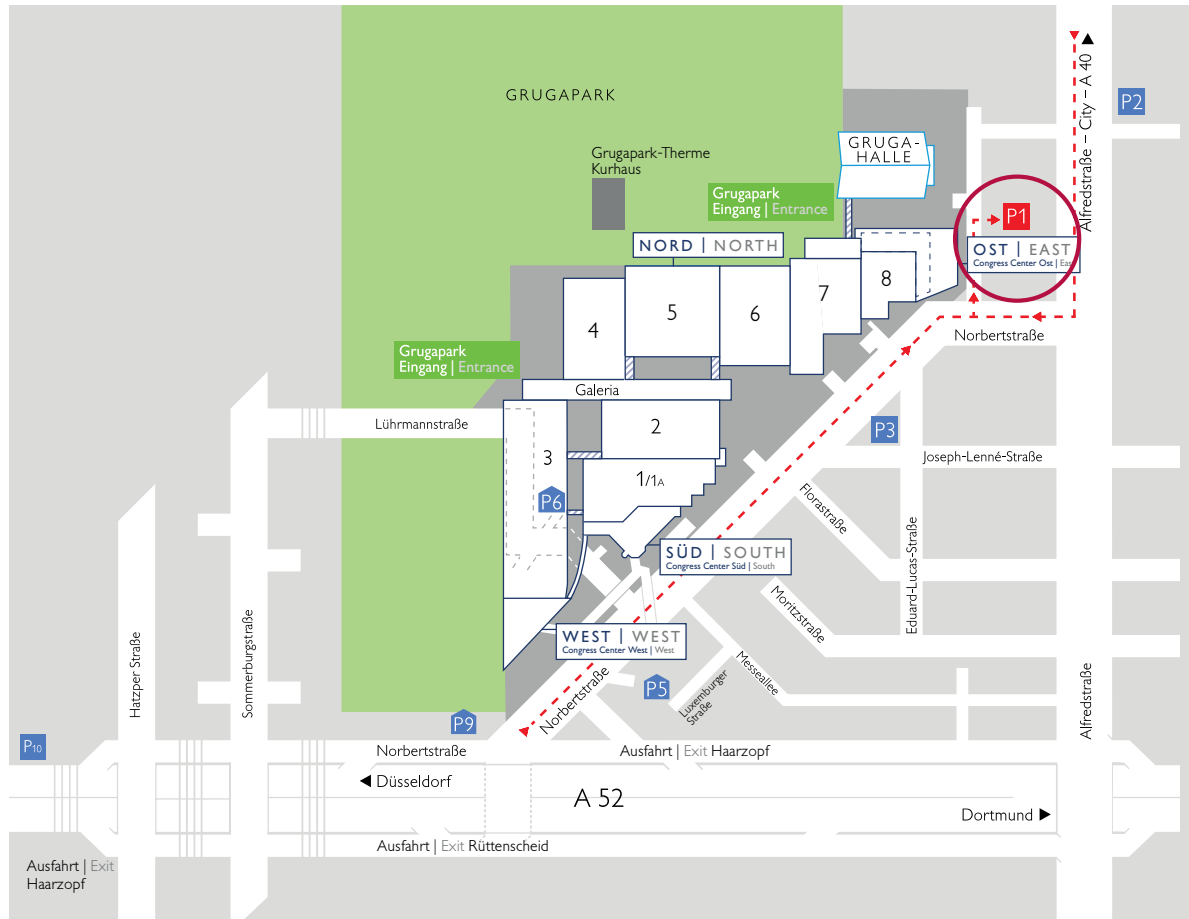 GRUGAPARK
Alfredstraße – City – A 40
P2
GRUGA-
HALLE
Grugapark-Therme
Kurhaus
Grugapark
Eingang | Entrance
P1
NORD | NORTH
OST | EAST
Congress Center Ost | East
8
7
5
6
4
Norbertstraße
Grugapark
Eingang | Entrance
Galeria
Lührmannstraße
2
P3
3
Joseph-Lenné-Straße
1/1A
P6
Florastraße
SÜD | SOUTH
Congress Center Süd | South
Eduard-Lucas-Straße
Moritzstraße
WEST | WEST
Congress Center West | West
Hatzper Straße
Sommerburgstraße
Messeallee
P5
Luxemburger
Straße
Norbertstraße
Alfredstraße
P9
P10
Norbertstraße
Ausfahrt | Exit Haarzopf
Düsseldorf
A 52
Dortmund
Ausfahrt | Exit Rüttenscheid
Ausfahrt | Exit
Haarzopf